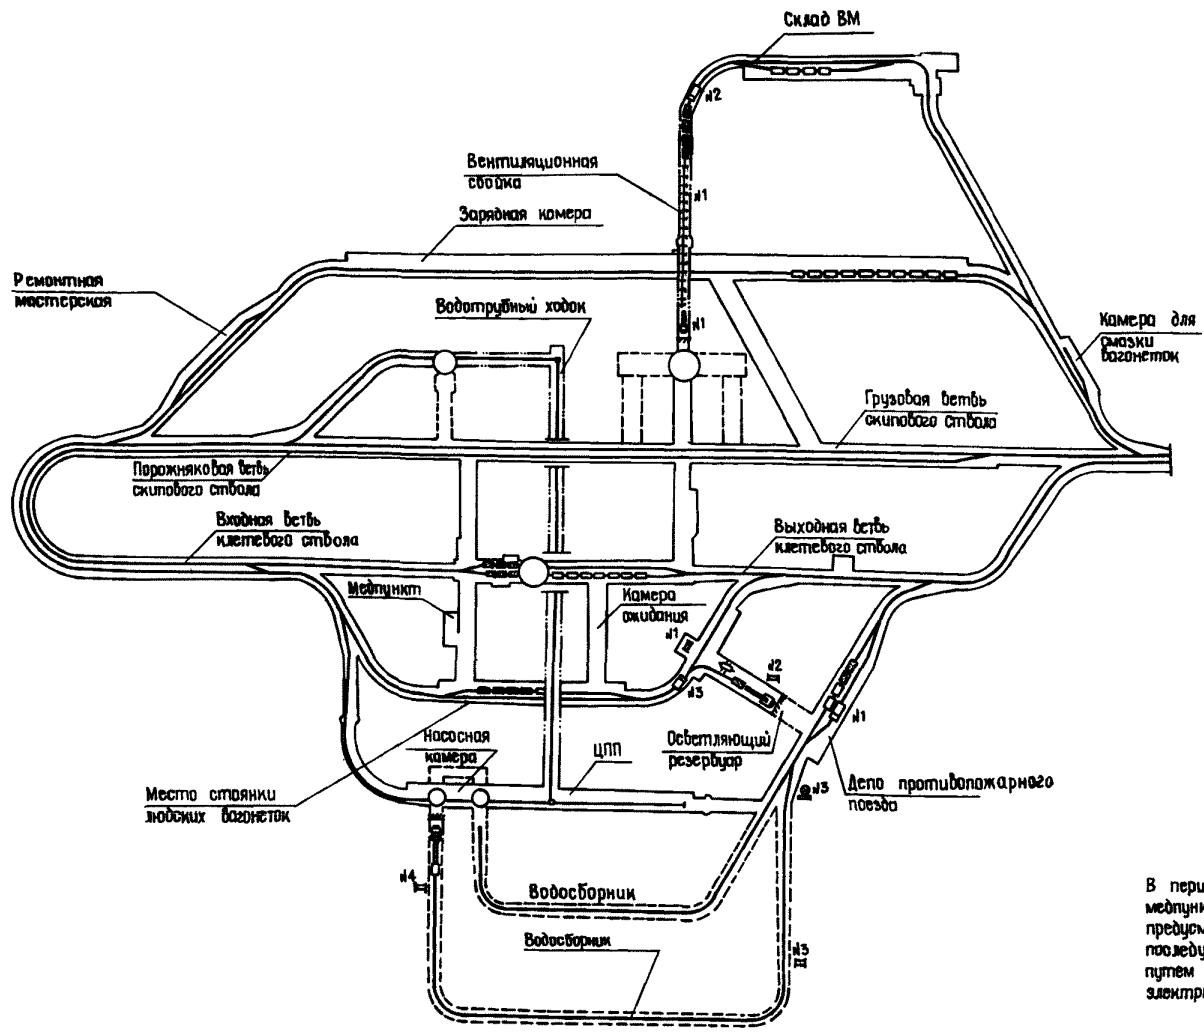 Склад ВМ
№2
Вентиляционная
сбойка
№1
Зарядная камера
Ремонтная
мастерская
Водотрубный ходок
№1
Камера для
смазки
вагонеток
Грузовая ветвь
скипового ствола
Порожняковая ветвь
скипового ствола
Входная ветвь
клетевого ствола
Выходная ветвь
клетевого ствола
Медпункт
Камера
ожидания
№1
№2
№3
№1
Насосная
камера
ЦПП
Осветляющий
резервуар
Место стоянки
людских вагонеток
Депо противопожарного
поезда
№3
№4
Водосборник
Водосборник
№3
В пери
медпунк
предусм
последу
путем
электри